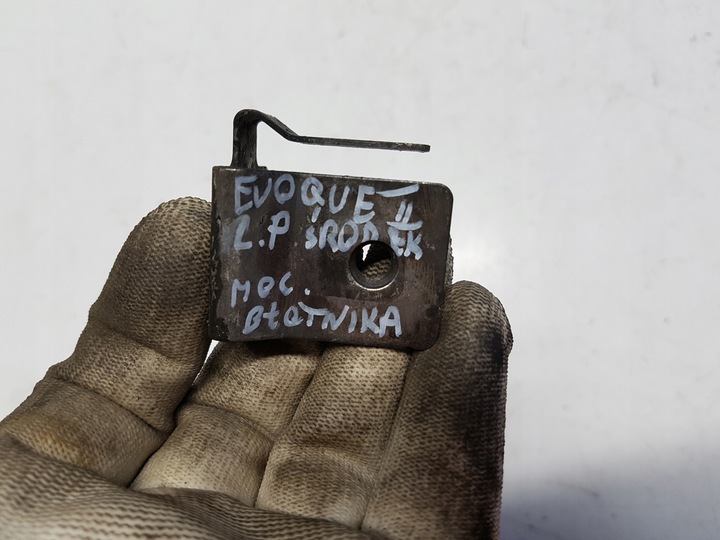 EVOQUE II
Z.P. ŚRODEK
MOC.
BŁOTNIKA